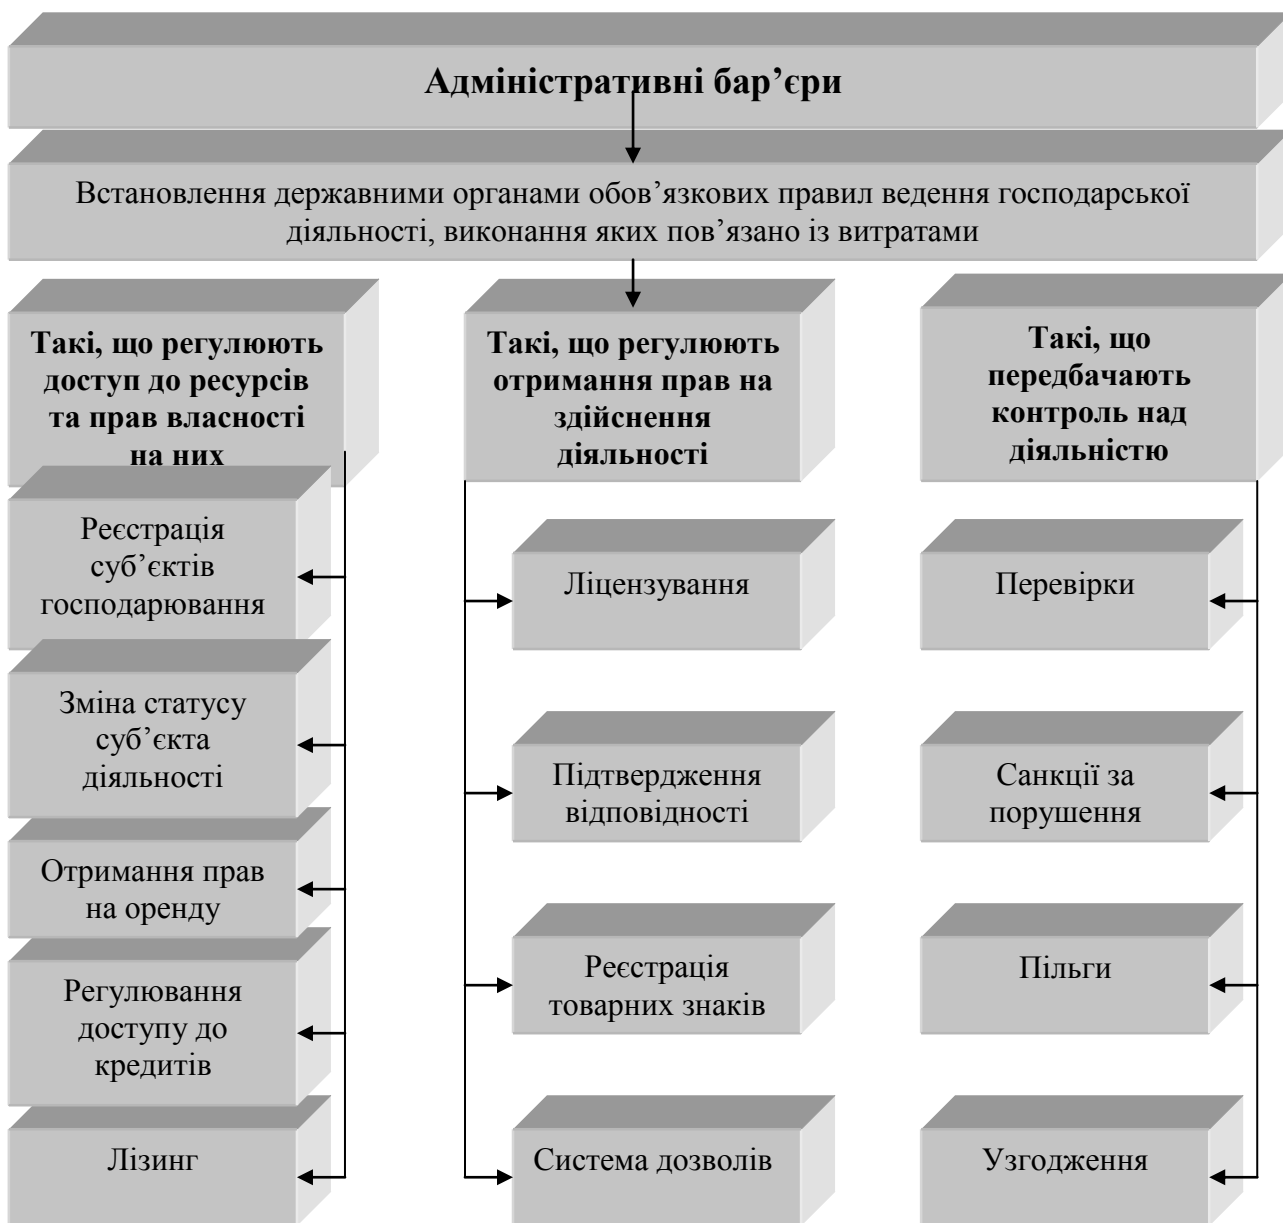 Адміністративні бар’єри
Встановлення державними органами обов’язкових правил ведення господарської
діяльності, виконання яких пов’язано із витратами
Такі, що регулюють
доступ до ресурсів
та прав власності
на них
Реєстрація
суб’єктів
господарювання
Зміна статусу
суб’єкта
діяльності
Отримання прав
на оренду
Регулювання
доступу до
кредитів
Лізинг
Такі, що регулюють
отримання прав на
здійснення
діяльності
Ліцензування
Підтвердження
відповідності
Реєстрація
товарних знаків
Система дозволів
Такі, що
передбачають
контроль над
діяльністю
Перевірки
Санкції за
порушення
Пільги
Узгодження